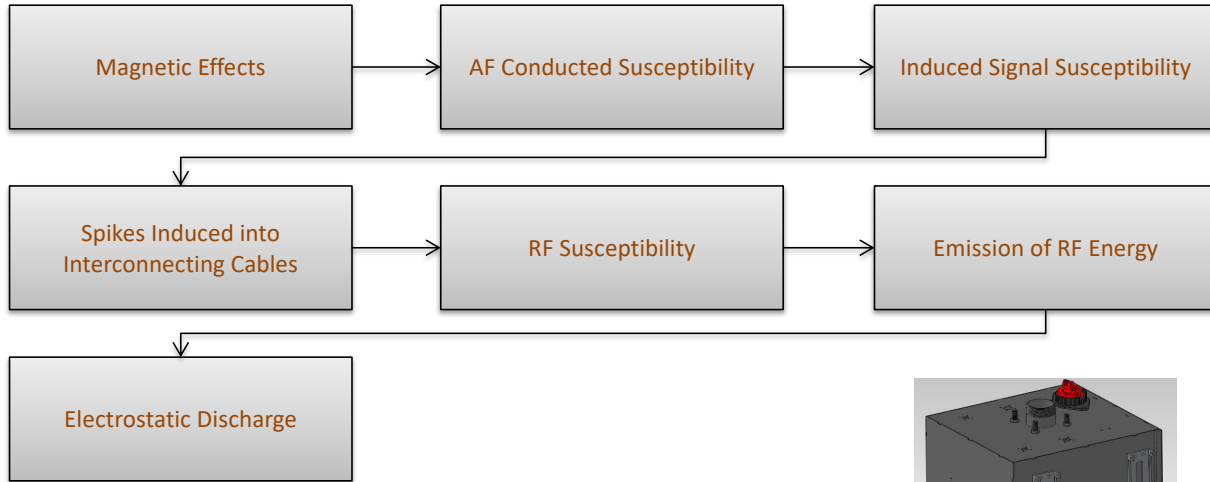 Magnetic Effects
AF Conducted Susceptibility
Induced Signal Susceptibility
Spikes Induced into
Interconnecting Cables
RF Susceptibility
Emission of RF Energy
Electrostatic Discharge